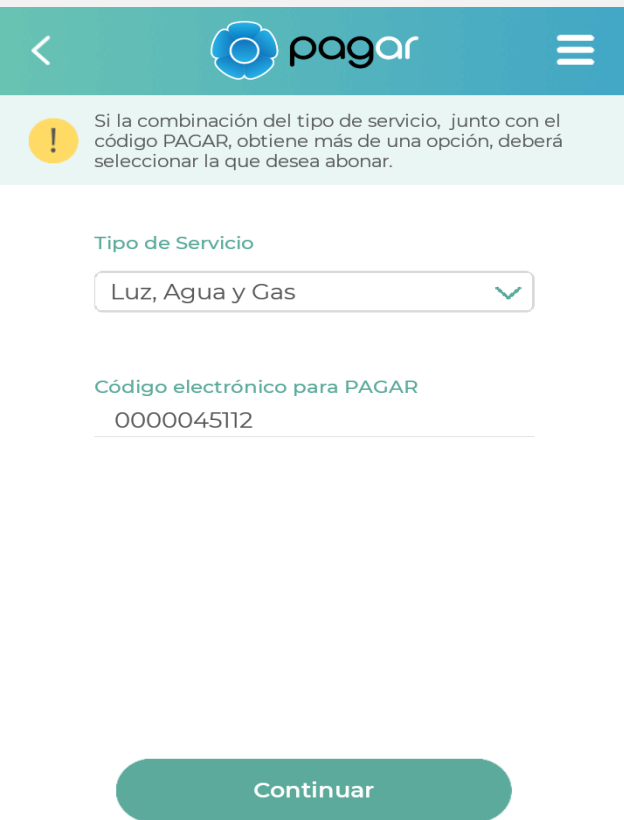 pagar
Si la combinación del tipo de servicio, junto con el
código PAGAR, obtiene más de una opción, deberá
seleccionar la que desea abonar.
Tipo de Servicio
Luz, Agua y Gas
Código electrónico para PAGAR
0000045112
Continuar